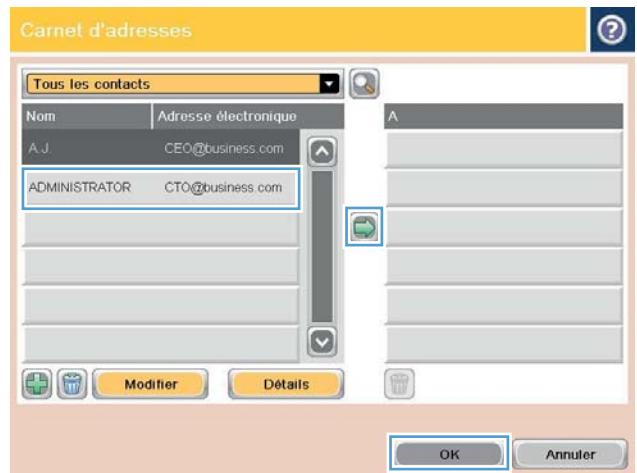 Carnet d'adresses
Tous les contacts
Nom Adresse électronique A
A.J. CEO@business.com
ADMINISTRATOR CTO@business.com
Modifier Détails
OK Annuler